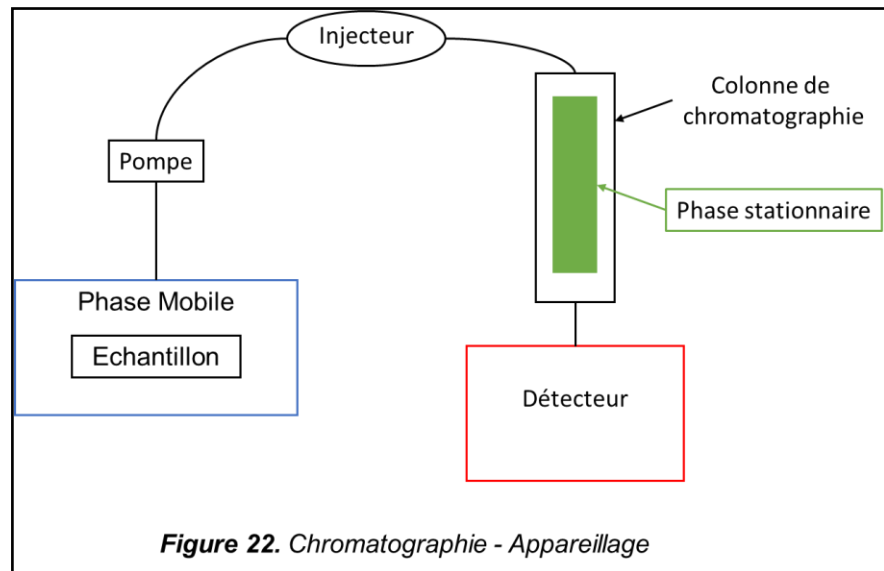 Injecteur
Colonne de
chromatographie
Pompe
Phase stationnaire
Phase Mobile
Echantillon
Détecteur
Figure 22. Chromatographie - Appareillage